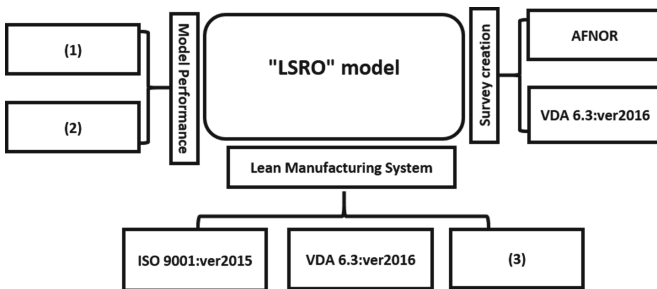 (1)
(2)
Model Performance
"LSRO" model
Survey creation
AFNOR
VDA 6.3:ver2016
Lean Manufacturing System
ISO 9001:ver2015
VDA 6.3:ver2016
(3)